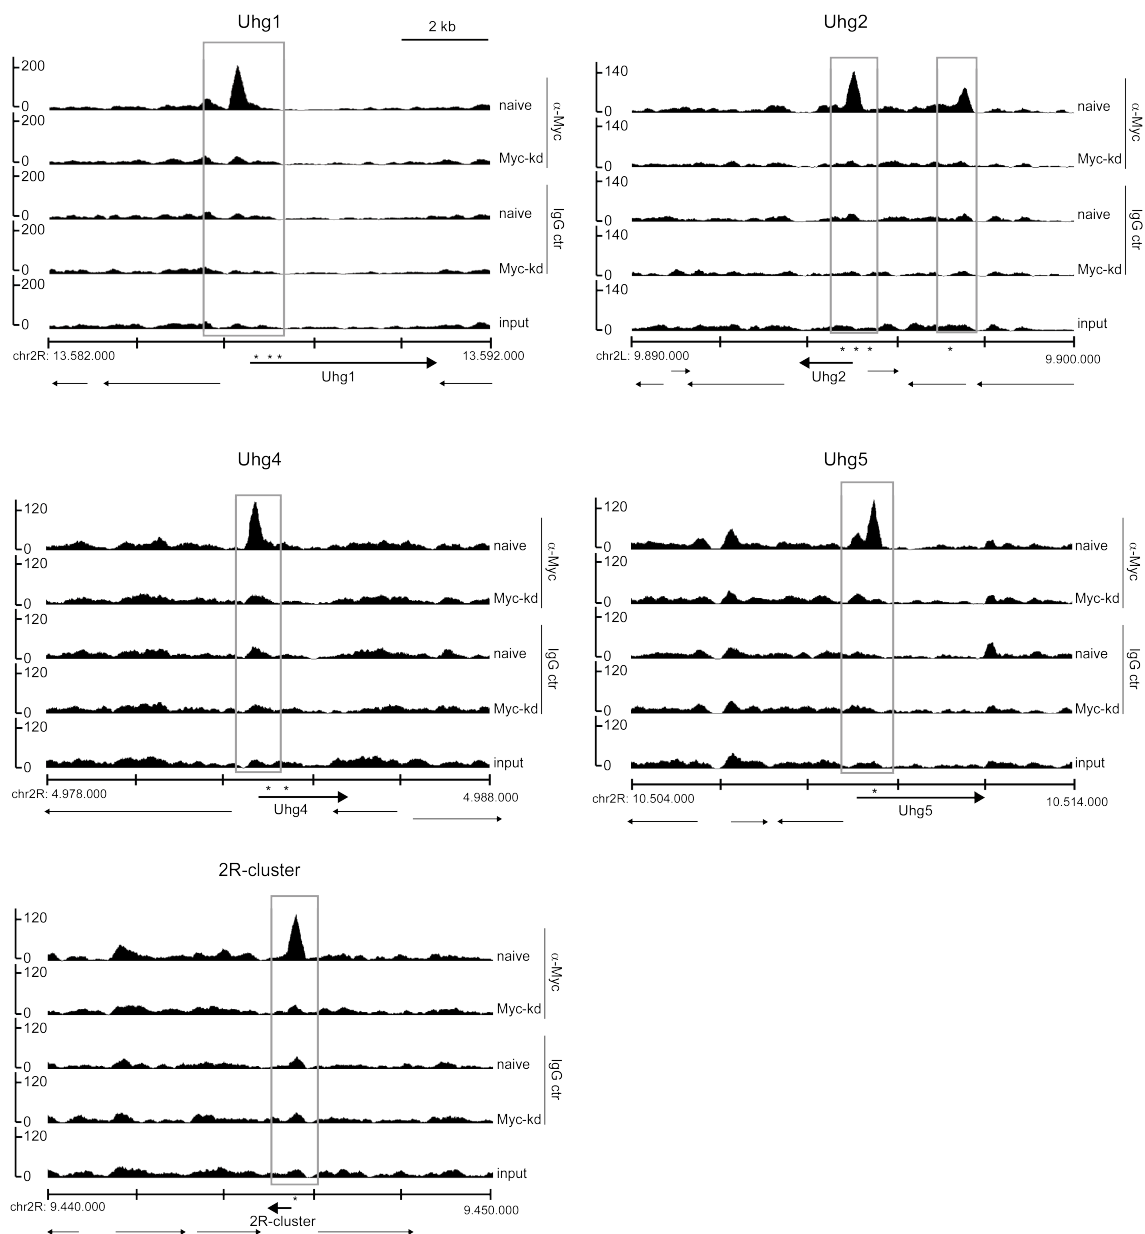 Uhg1
2 kb
200
0
naive
200
0
Myc-kd
α-Myc
200
0
naive
200
0
Myc-kd
IgG ctr
200
0
input
chr2R: 13.582.000
* * *
13.592.000
Uhg1
Uhg2
140
0
naive
140
0
Myc-kd
α-Myc
140
0
naive
140
0
Myc-kd
IgG ctr
140
0
input
chr2L: 9.890.000
* * *
*
9.900.000
Uhg2
Uhg4
120
0
naive
120
0
Myc-kd
α-Myc
120
0
naive
120
0
Myc-kd
IgG ctr
120
0
input
chr2R: 4.978.000
* *
4.988.000
Uhg4
Uhg5
120
0
naive
120
0
Myc-kd
α-Myc
120
0
naive
120
0
Myc-kd
IgG ctr
120
0
input
chr2R: 10.504.000
*
10.514.000
Uhg5
2R-cluster
120
0
naive
120
0
Myc-kd
α-Myc
120
0
naive
120
0
Myc-kd
IgG ctr
120
0
input
chr2R: 9.440.000
*
9.450.000
2R-cluster